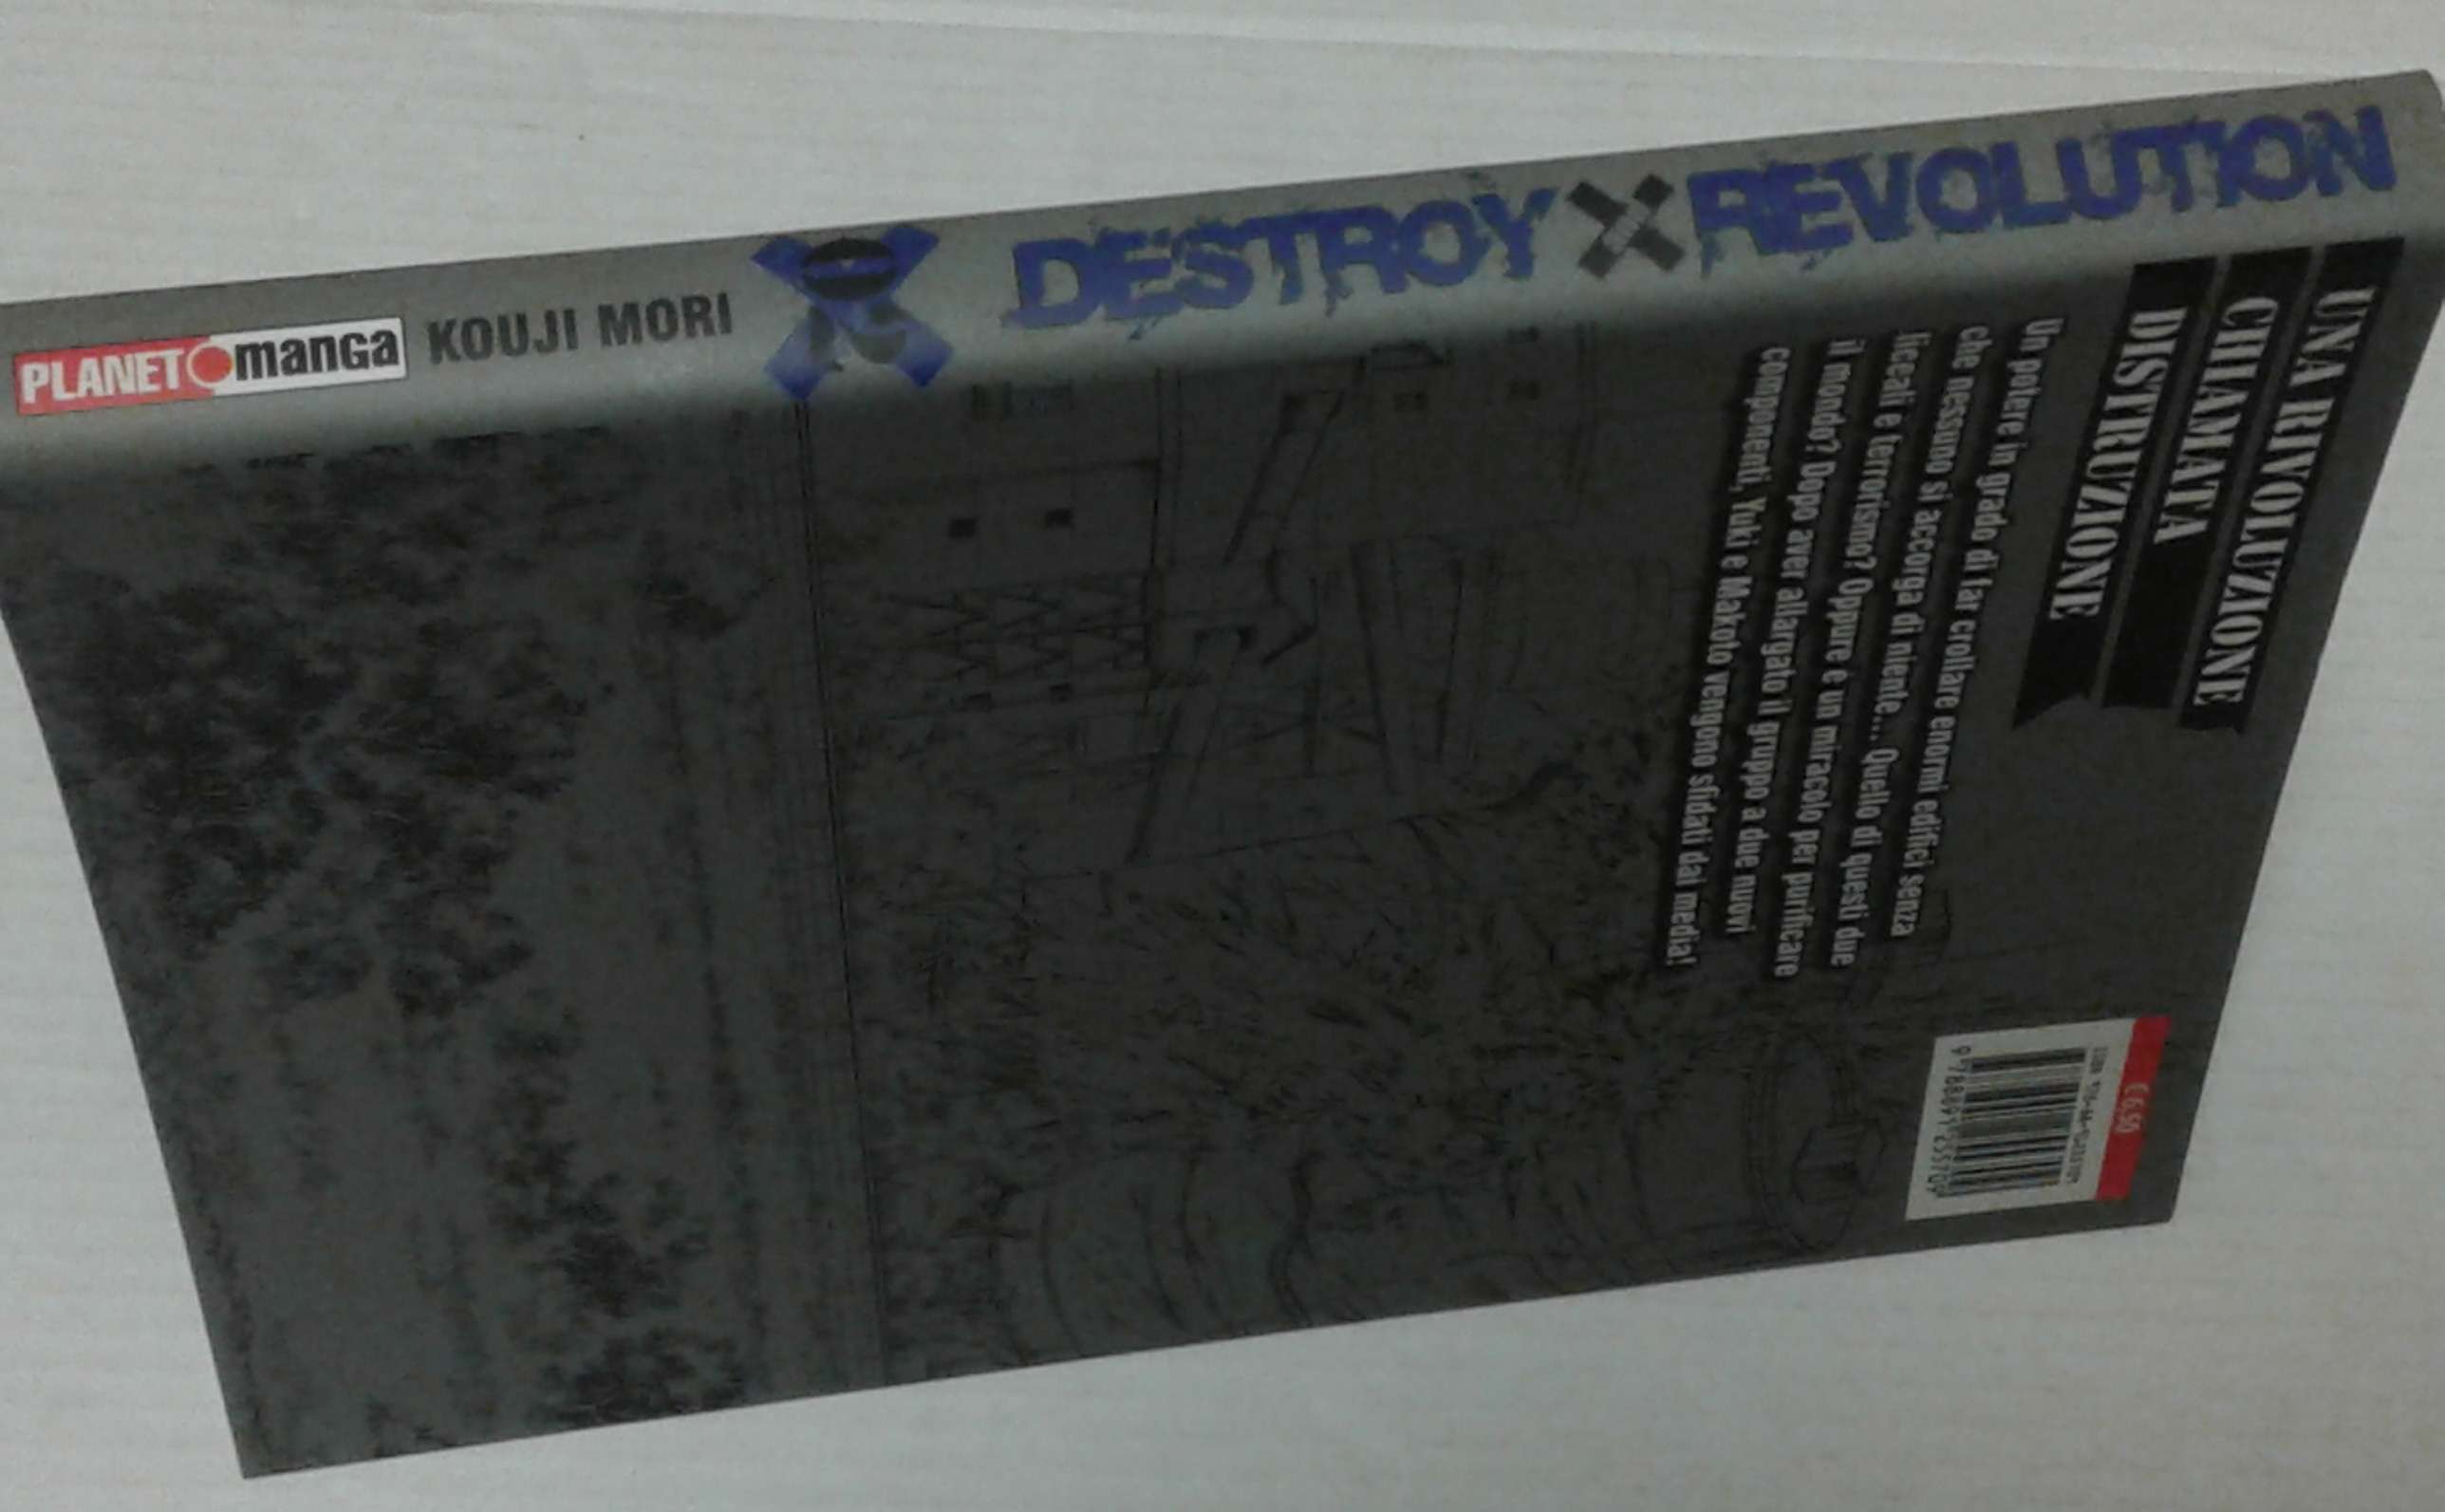 DESTROY X REVOLUTION
KOUJI MORI
PLANET manga
UNA RIVOLUZIONE
CHIAMATA
DISTRUZIONE
Un potere in grado di far crollare enormi edifici senza
che nessuno si accorga di niente... Quello di questi due
liceali è terrorismo? Oppure è un miracolo per purificare
il mondo? Dopo aver allargato il gruppo a due nuovi
componenti, Yuki e Makoto vengono sfidati dai media!
€ 6,50